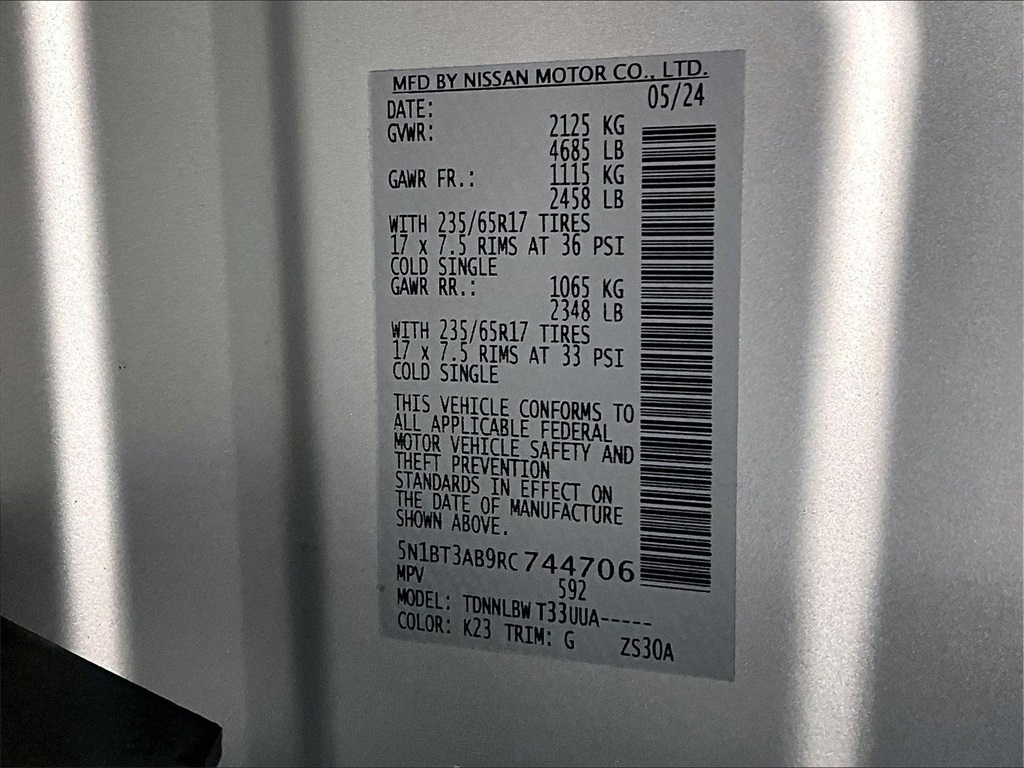 MFD BY NISSAN MOTOR CO., LTD.
DATE: 05/24
GVWR: 2125 KG
4685 LB
GAWR FR.: 1115 KG
2458 LB
WITH 235/65R17 TIRES
17 x 7.5 RIMS AT 36 PSI
COLD SINGLE
GAWR RR.: 1065 KG
2348 LB
WITH 235/65R17 TIRES
17 x 7.5 RIMS AT 33 PSI
COLD SINGLE
THIS VEHICLE CONFORMS TO
ALL APPLICABLE FEDERAL
MOTOR VEHICLE SAFETY AND
THEFT PREVENTION
STANDARDS IN EFFECT ON
THE DATE OF MANUFACTURE
SHOWN ABOVE.
5N1BT3AB9RC 744706
MPV 592
MODEL: TDNNLBW T33UUA-----
COLOR: K23 TRIM: G ZS30A